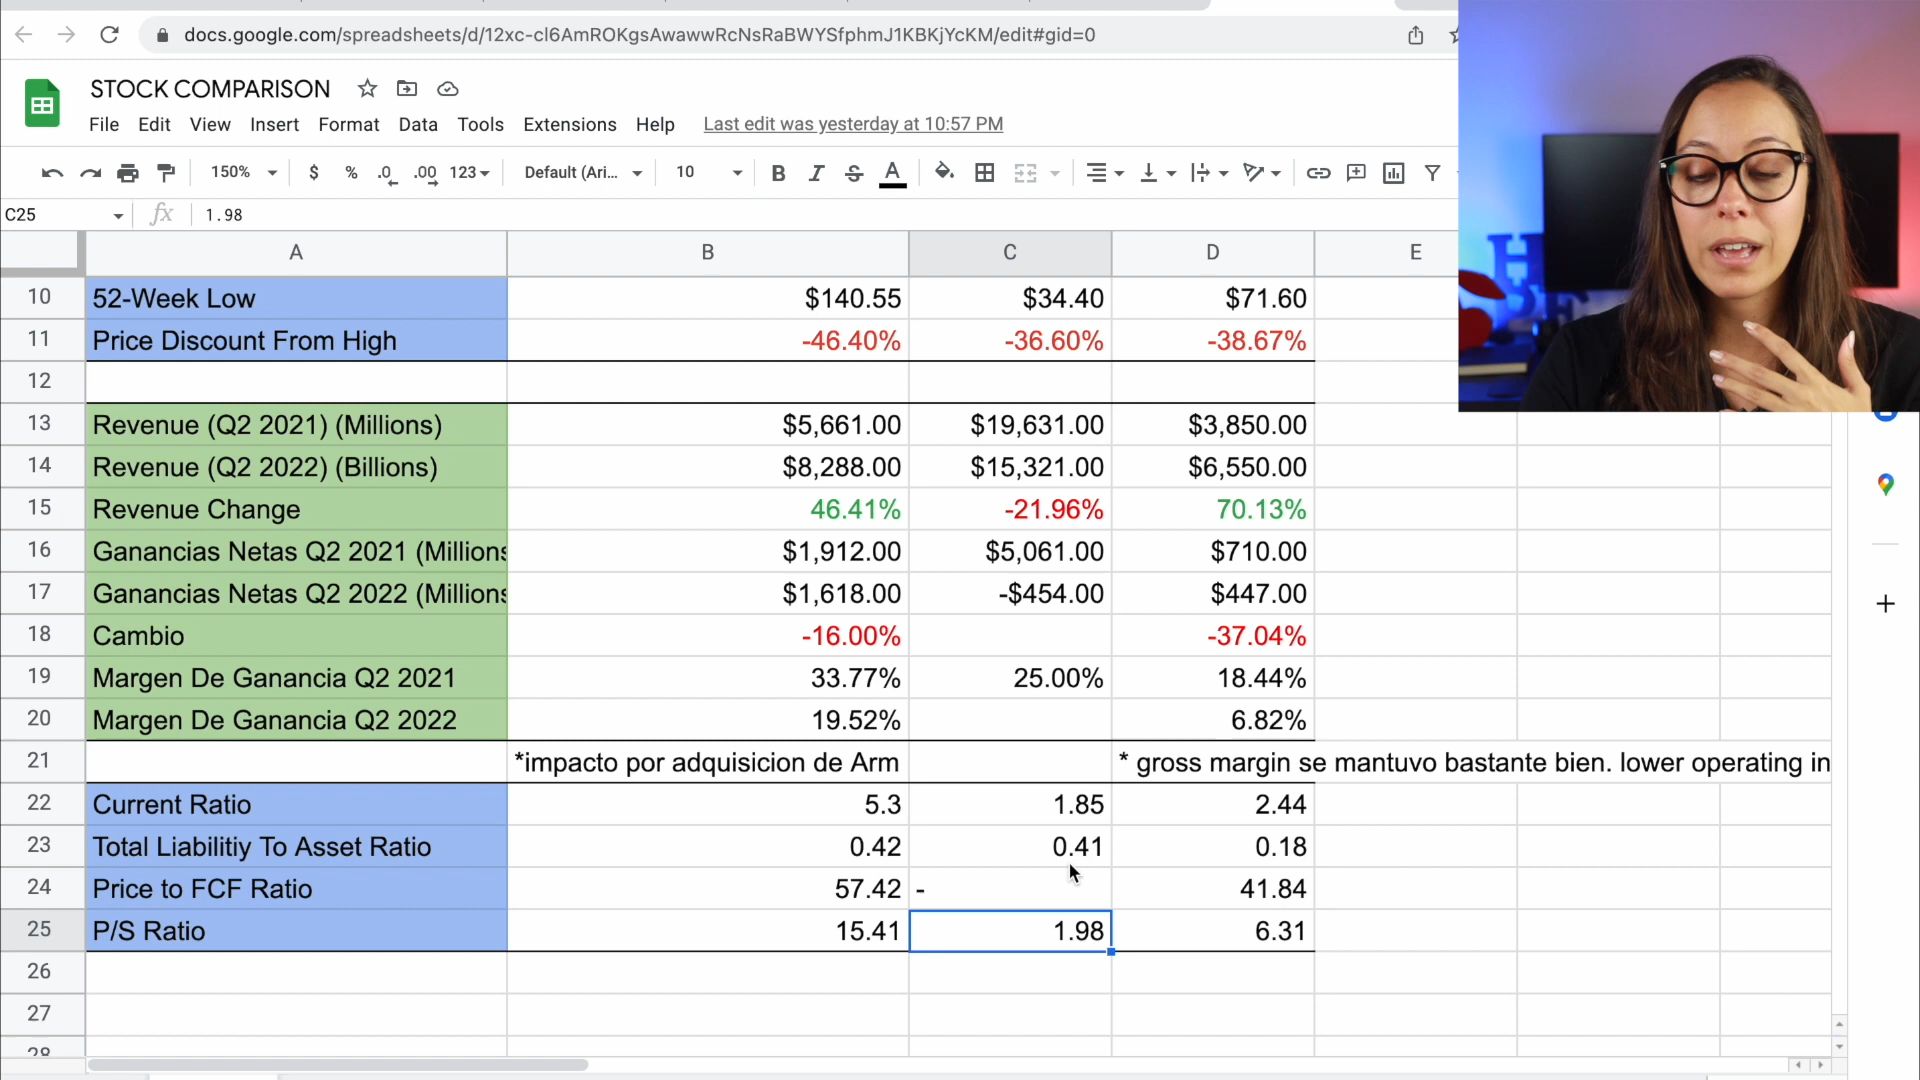 docs.google.com/spreadsheets/d/12xc-cl6AmROKgsAwawwRcNsRaBWYSfphmJ1KBKjYcKM/edit#gid=0
STOCK COMPARISON
File Edit View Insert Format Data Tools Extensions Help Last edit was yesterday at 10:57 PM
150% $ % .0 .00 123 Default (Ari... 10 B I S A
C25 fx 1.98
A B C D E
10 52-Week Low $140.55 $34.40 $71.60
11 Price Discount From High -46.40% -36.60% -38.67%
12
13 Revenue (Q2 2021) (Millions) $5,661.00 $19,631.00 $3,850.00
14 Revenue (Q2 2022) (Billions) $8,288.00 $15,321.00 $6,550.00
15 Revenue Change 46.41% -21.96% 70.13%
16 Ganancias Netas Q2 2021 (Millions $1,912.00 $5,061.00 $710.00
17 Ganancias Netas Q2 2022 (Millions $1,618.00 -$454.00 $447.00
18 Cambio -16.00% -37.04%
19 Margen De Ganancia Q2 2021 33.77% 25.00% 18.44%
20 Margen De Ganancia Q2 2022 19.52% 6.82%
21 *impacto por adquisicion de Arm * gross margin se mantuvo bastante bien. lower operating in
22 Current Ratio 5.3 1.85 2.44
23 Total Liabilitiy To Asset Ratio 0.42 0.41 0.18
24 Price to FCF Ratio 57.42 - 41.84
25 P/S Ratio 15.41 1.98 6.31
26
27
28